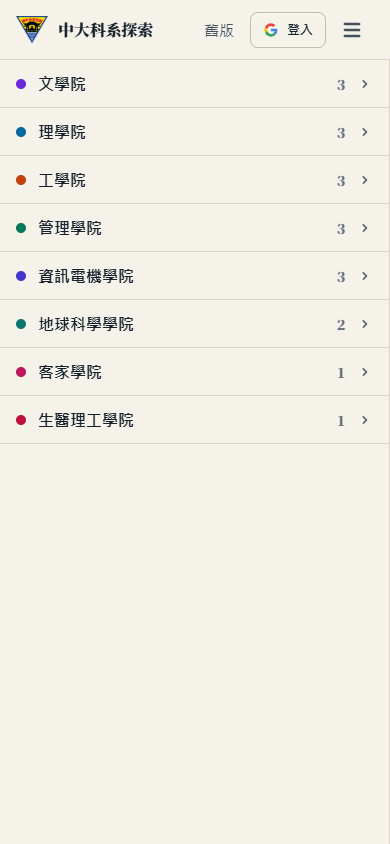 中大科系探索 舊版 登入
文學院 3
理學院 3
工學院 3
管理學院 3
資訊電機學院 3
地球科學學院 2
客家學院 1
生醫理工學院 1